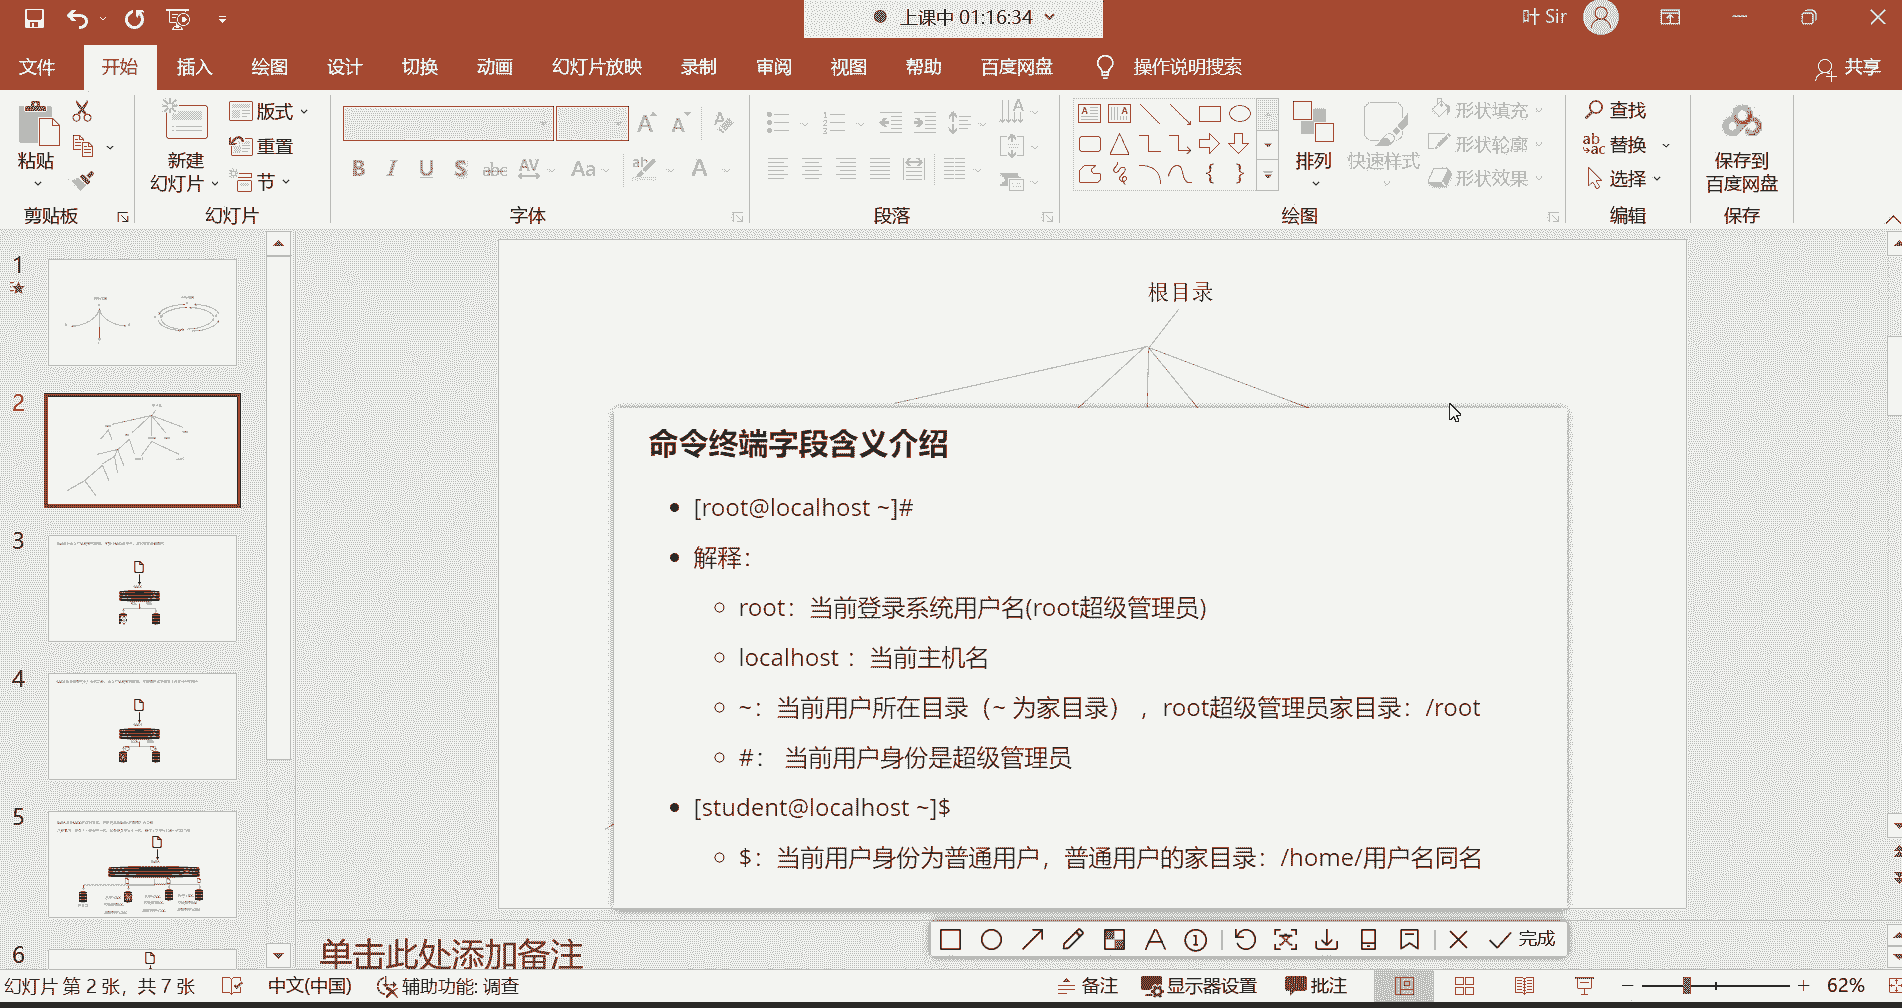 上课中 01:16:34
叶 Sir
文件 开始 插入 绘图 设计 切换 动画 幻灯片放映 录制 审阅 视图 帮助 百度网盘 操作说明搜索 共享
粘贴
新建
幻灯片
版式
重置
节
排列
快速样式
形状填充
形状轮廓
形状效果
查找
替换
选择
保存到
百度网盘
剪贴板 幻灯片 字体 段落 绘图 编辑 保存
1
2
3
4
5
6
根目录
命令终端字段含义介绍
[root@localhost ~]#
解释：
root：当前登录系统用户名(root超级管理员)
localhost ：当前主机名
~：当前用户所在目录（~ 为家目录），root超级管理员家目录：/root
#： 当前用户身份是超级管理员
[student@localhost ~]$
$：当前用户身份为普通用户，普通用户的家目录：/home/用户名同名
单击此处添加备注
完成
幻灯片 第 2 张，共 7 张 中文(中国) 辅助功能: 调查 备注 显示器设置 批注 62%